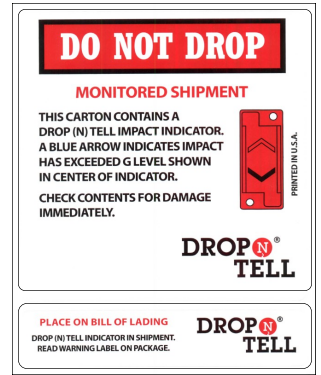 DO NOT DROP
MONITORED SHIPMENT
THIS CARTON CONTAINS A
DROP (N) TELL IMPACT INDICATOR.
A BLUE ARROW INDICATES IMPACT
HAS EXCEEDED G LEVEL SHOWN
IN CENTER OF INDICATOR.
CHECK CONTENTS FOR DAMAGE
IMMEDIATELY.
PRINTED IN U.S.A.
DROP N®
TELL
PLACE ON BILL OF LADING
DROP (N) TELL INDICATOR IN SHIPMENT.
READ WARNING LABEL ON PACKAGE.
DROP N®
TELL